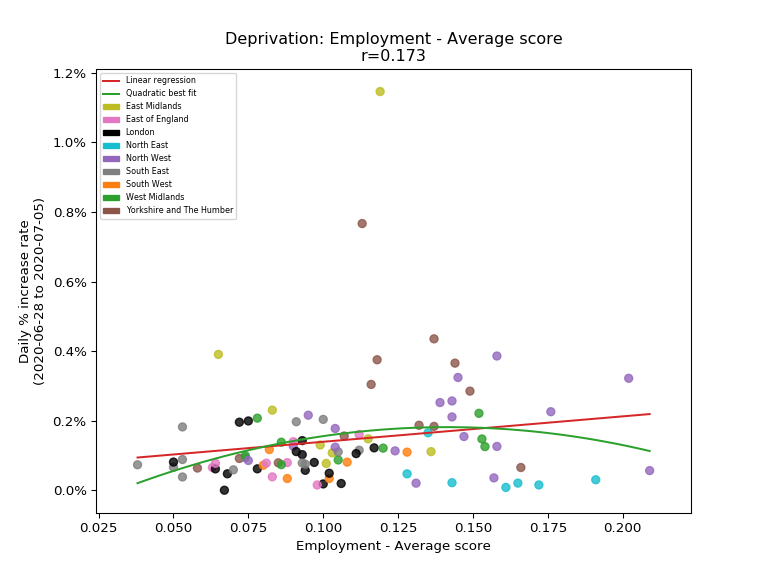 Deprivation: Employment - Average score
r=0.173
1.2%
1.0%
0.8%
0.6%
0.4%
0.2%
0.0%
Daily % increase rate
(2020-06-28 to 2020-07-05)
Linear regression
Quadratic best fit
East Midlands
East of England
London
North East
North West
South East
South West
West Midlands
Yorkshire and The Humber
0.025
0.050
0.075
0.100
0.125
0.150
0.175
0.200
Employment - Average score